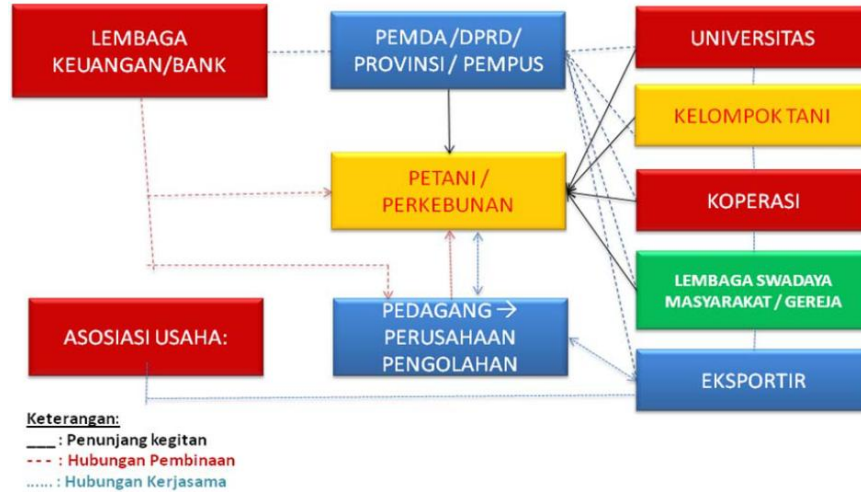 LEMBAGA
KEUANGAN/BANK
PEMDA /DPRD/
PROVINSI / PEMPUS
UNIVERSITAS
KELOMPOK TANI
PETANI /
PERKEBUNAN
KOPERASI
LEMBAGA SWADAYA
MASYARAKAT / GEREJA
ASOSIASI USAHA:
PEDAGANG →
PERUSAHAAN
PENGOLAHAN
EKSPORTIR
Keterangan:
___ : Penunjang kegitan
--- : Hubungan Pembinaan
...... : Hubungan Kerjasama